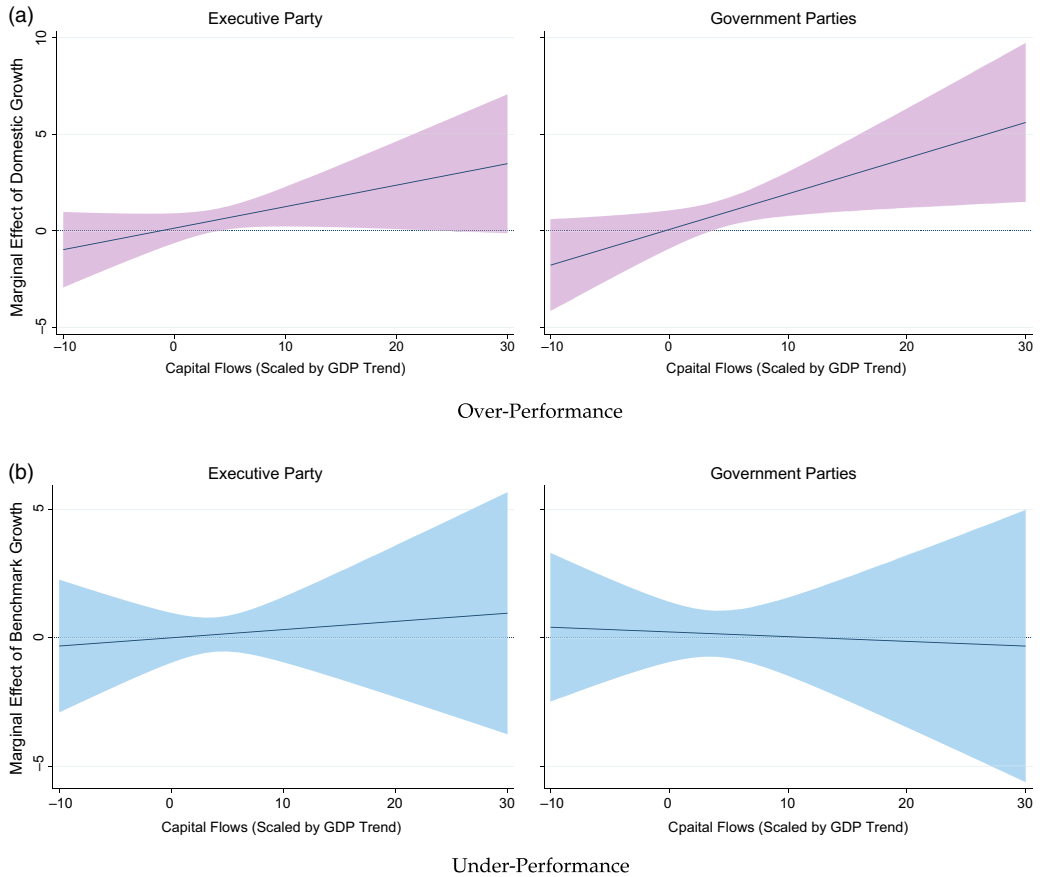 (a)
Executive Party
Government Parties
Marginal Effect of Domestic Growth
10
5
0
−5
−10 0 10 20 30
−10 0 10 20 30
Capital Flows (Scaled by GDP Trend)
Cpaital Flows (Scaled by GDP Trend)
Over-Performance
(b)
Executive Party
Government Parties
Marginal Effect of Benchmark Growth
5
0
−5
−10 0 10 20 30
−10 0 10 20 30
Capital Flows (Scaled by GDP Trend)
Cpaital Flows (Scaled by GDP Trend)
Under-Performance